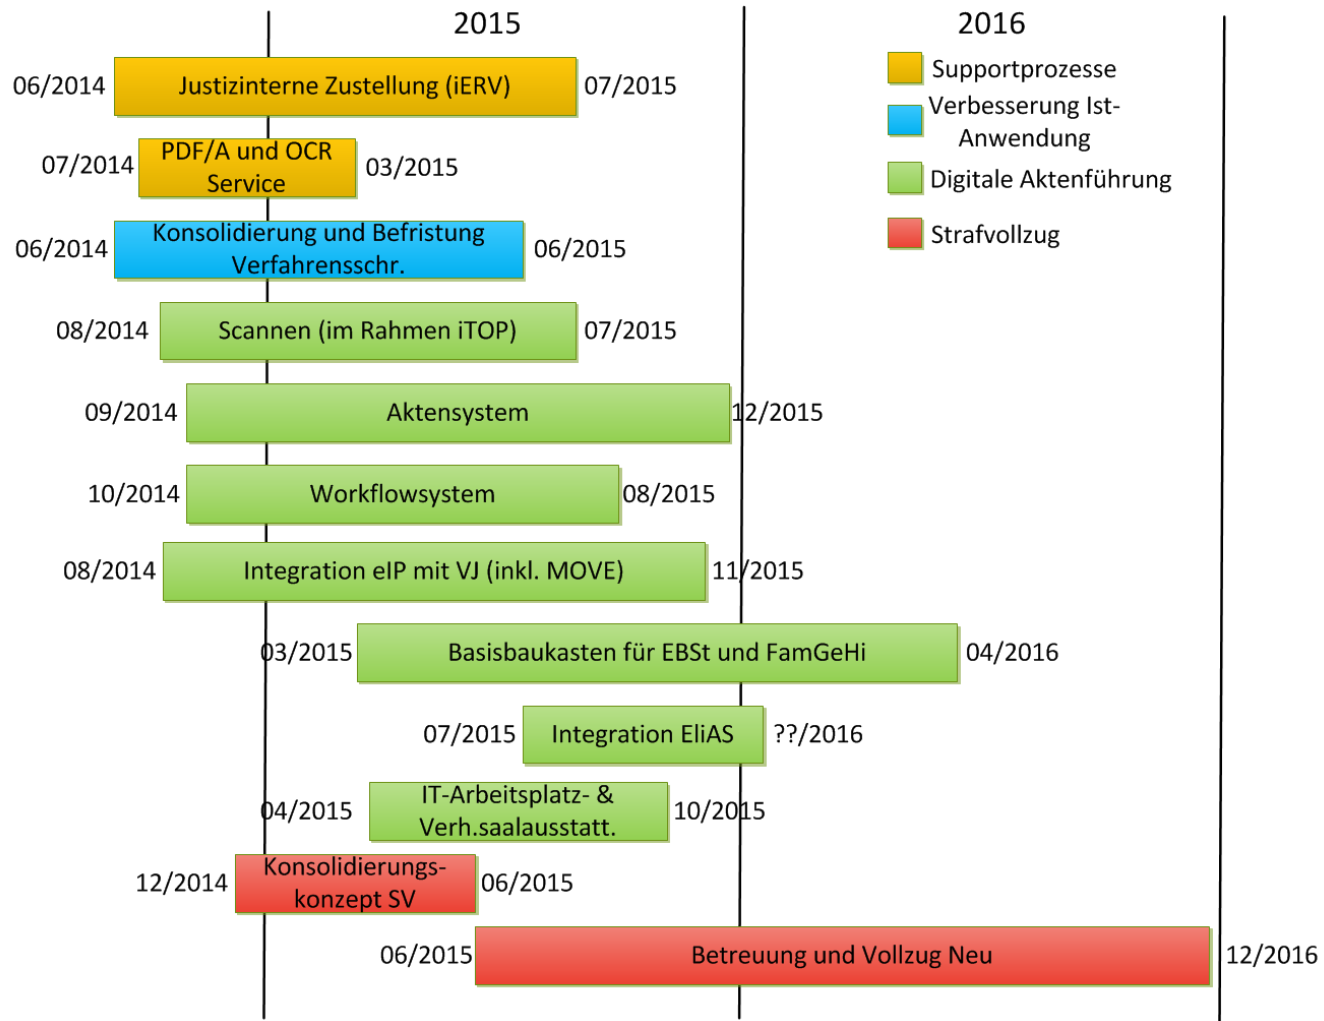 2015
2016
06/2014
Justizinterne Zustellung (iERV)
07/2015
07/2014
PDF/A und OCR
Service
03/2015
06/2014
Konsolidierung und Befristung
Verfahrensschr.
06/2015
08/2014
Scannen (im Rahmen iTOP)
07/2015
09/2014
Aktensystem
12/2015
10/2014
Workflowsystem
08/2015
08/2014
Integration eIP mit VJ (inkl. MOVE)
11/2015
03/2015
Basisbaukasten für EBSt und FamGeHi
04/2016
07/2015
Integration EliAS
??/2016
04/2015
IT-Arbeitsplatz- &
Verh.saalausstatt.
10/2015
12/2014
Konsolidierungs-
konzept SV
06/2015
06/2015
Betreuung und Vollzug Neu
12/2016
Supportprozesse
Verbesserung Ist-
Anwendung
Digitale Aktenführung
Strafvollzug